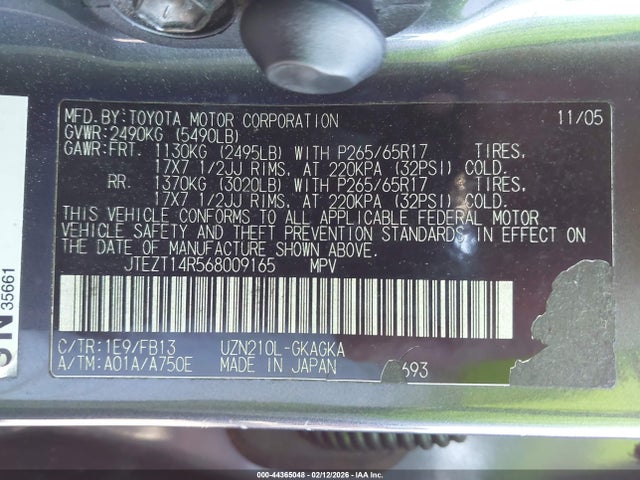 MFD.BY:TOYOTA MOTOR CORPORATION 11/05
GVWR:2490KG (5490LB)
GAWR:FRT. 1130KG (2495LB) WITH P265/65R17 TIRES,
17X7 1/2JJ RIMS, AT 220KPA (32PSI) COLD.
RR. 1370KG (3020LB) WITH P265/65R17 TIRES,
17X7 1/2JJ RIMS, AT 220KPA (32PSI) COLD.
THIS VEHICLE CONFORMS TO ALL APPLICABLE FEDERAL MOTOR
VEHICLE SAFETY AND THEFT PREVENTION STANDARDS IN EFFECT ON
THE DATE OF MANUFACTURE SHOWN ABOVE.
JTEZT14R568009165 MPV
C/TR:1E9/FB13 UZN210L-GKAGKA
A/TM:A01A/A750E MADE IN JAPAN 693
35661
000-44365048 - 02/12/2026 - IAA Inc.